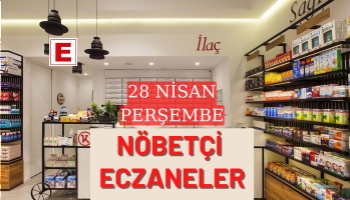 Sağ
İlaç
E
28 NİSAN
PERŞEMBE
NÖBETÇİ
ECZANELER